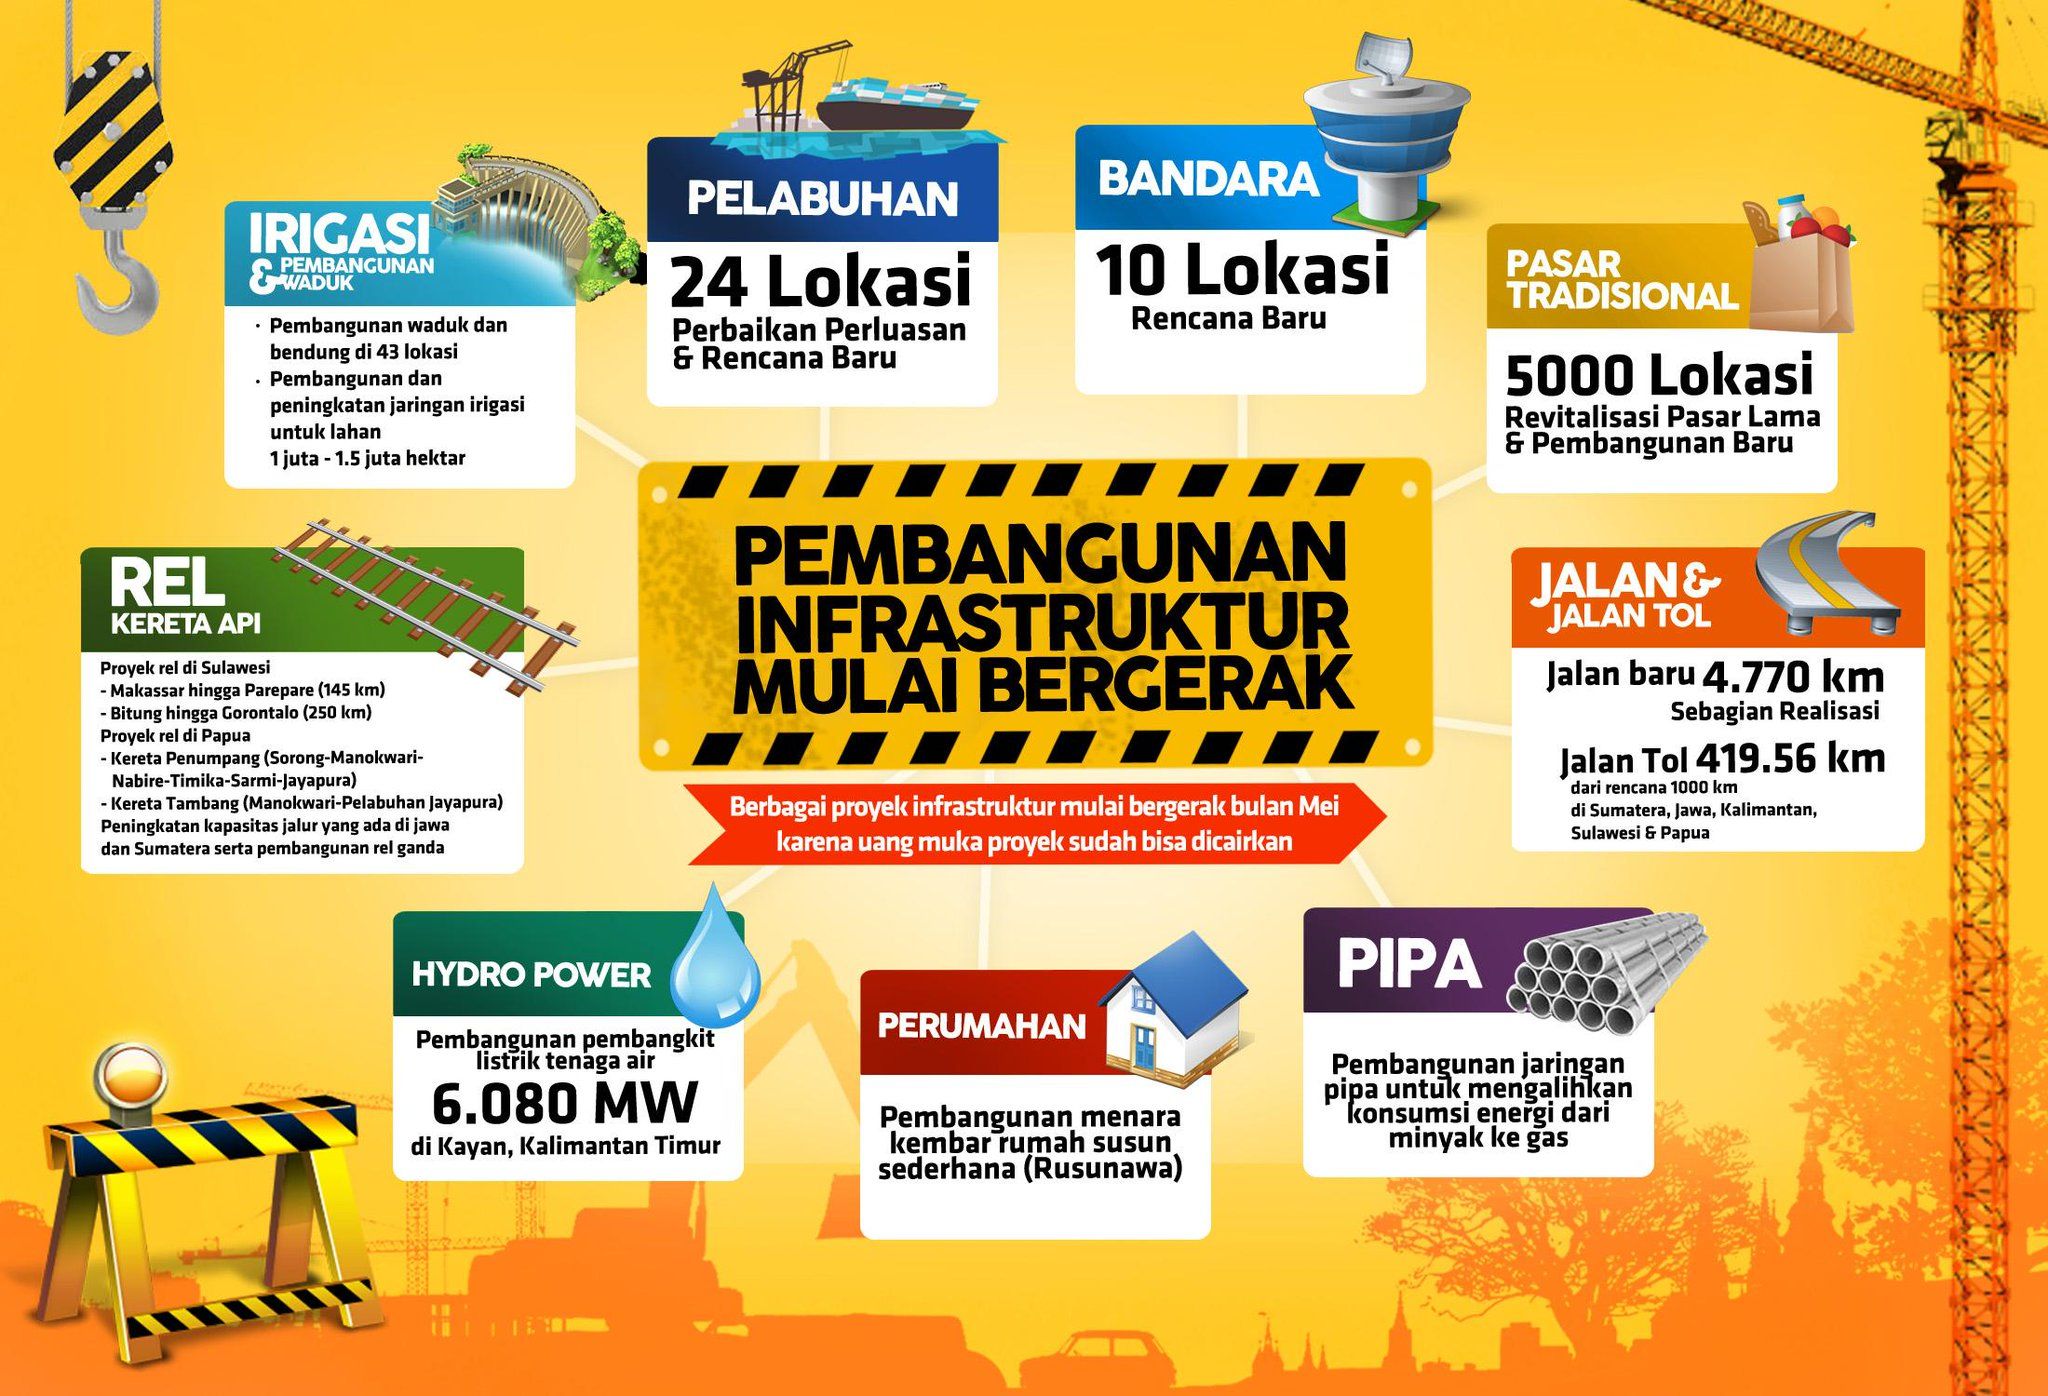 PELABUHAN
24 Lokasi
Perbaikan Perluasan
& Rencana Baru
BANDARA
10 Lokasi
Rencana Baru
IRIGASI
& PEMBANGUNAN
WADUK
· Pembangunan waduk dan
bendung di 43 lokasi
· Pembangunan dan
peningkatan jaringan irigasi
untuk lahan
1 juta - 1.5 juta hektar
PASAR
TRADISIONAL
5000 Lokasi
Revitalisasi Pasar Lama
& Pembangunan Baru
PEMBANGUNAN
INFRASTRUKTUR
MULAI BERGERAK
Berbagai proyek infrastruktur mulai bergerak bulan Mei
karena uang muka proyek sudah bisa dicairkan
REL
KERETA API
Proyek rel di Sulawesi
- Makassar hingga Parepare (145 km)
- Bitung hingga Gorontalo (250 km)
Proyek rel di Papua
- Kereta Penumpang (Sorong-Manokwari-
Nabire-Timika-Sarmi-Jayapura)
- Kereta Tambang (Manokwari-Pelabuhan Jayapura)
Peningkatan kapasitas jalur yang ada di jawa
dan Sumatera serta pembangunan rel ganda
JALAN &
JALAN TOL
Jalan baru 4.770 km
Sebagian Realisasi
Jalan Tol 419.56 km
dari rencana 1000 km
di Sumatera, Jawa, Kalimantan,
Sulawesi & Papua
HYDRO POWER
Pembangunan pembangkit
listrik tenaga air
6.080 MW
di Kayan, Kalimantan Timur
PERUMAHAN
Pembangunan menara
kembar rumah susun
sederhana (Rusunawa)
PIPA
Pembangunan jaringan
pipa untuk mengalihkan
konsumsi energi dari
minyak ke gas